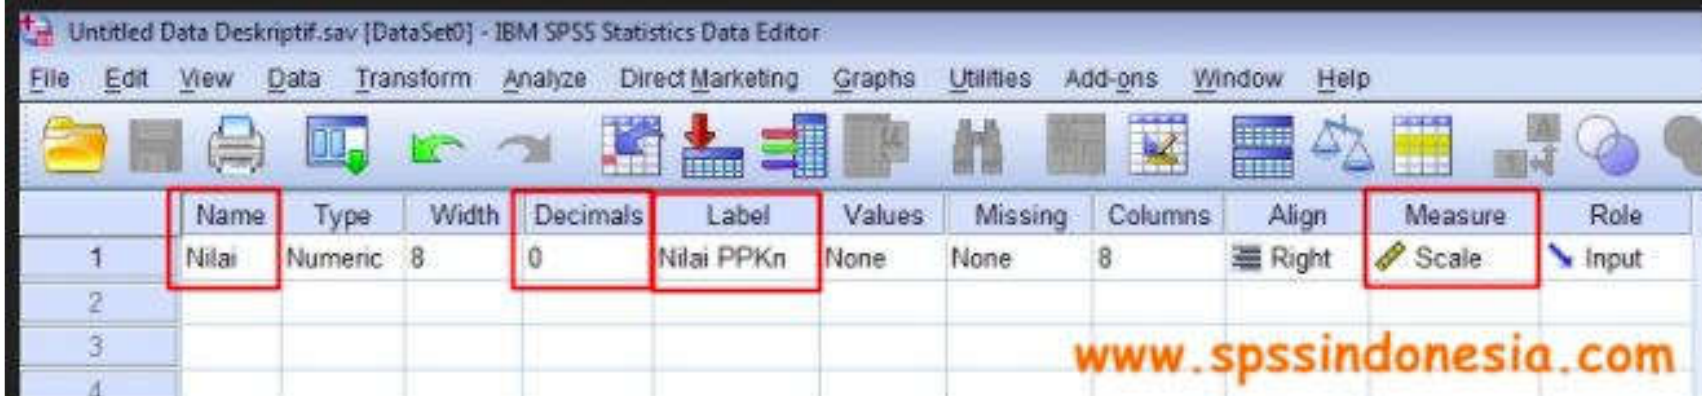 Untitled Data Deskriptif.sav [DataSet0] - IBM SPSS Statistics Data Editor
File Edit View Data Transform Analyze Direct Marketing Graphs Utilities Add-ons Window Help
Name Type Width Decimals Label Values Missing Columns Align Measure Role
1 Nilai Numeric 8 0 Nilai PPKn None None 8 Right Scale Input
2
3
www.spssindonesia.com
4